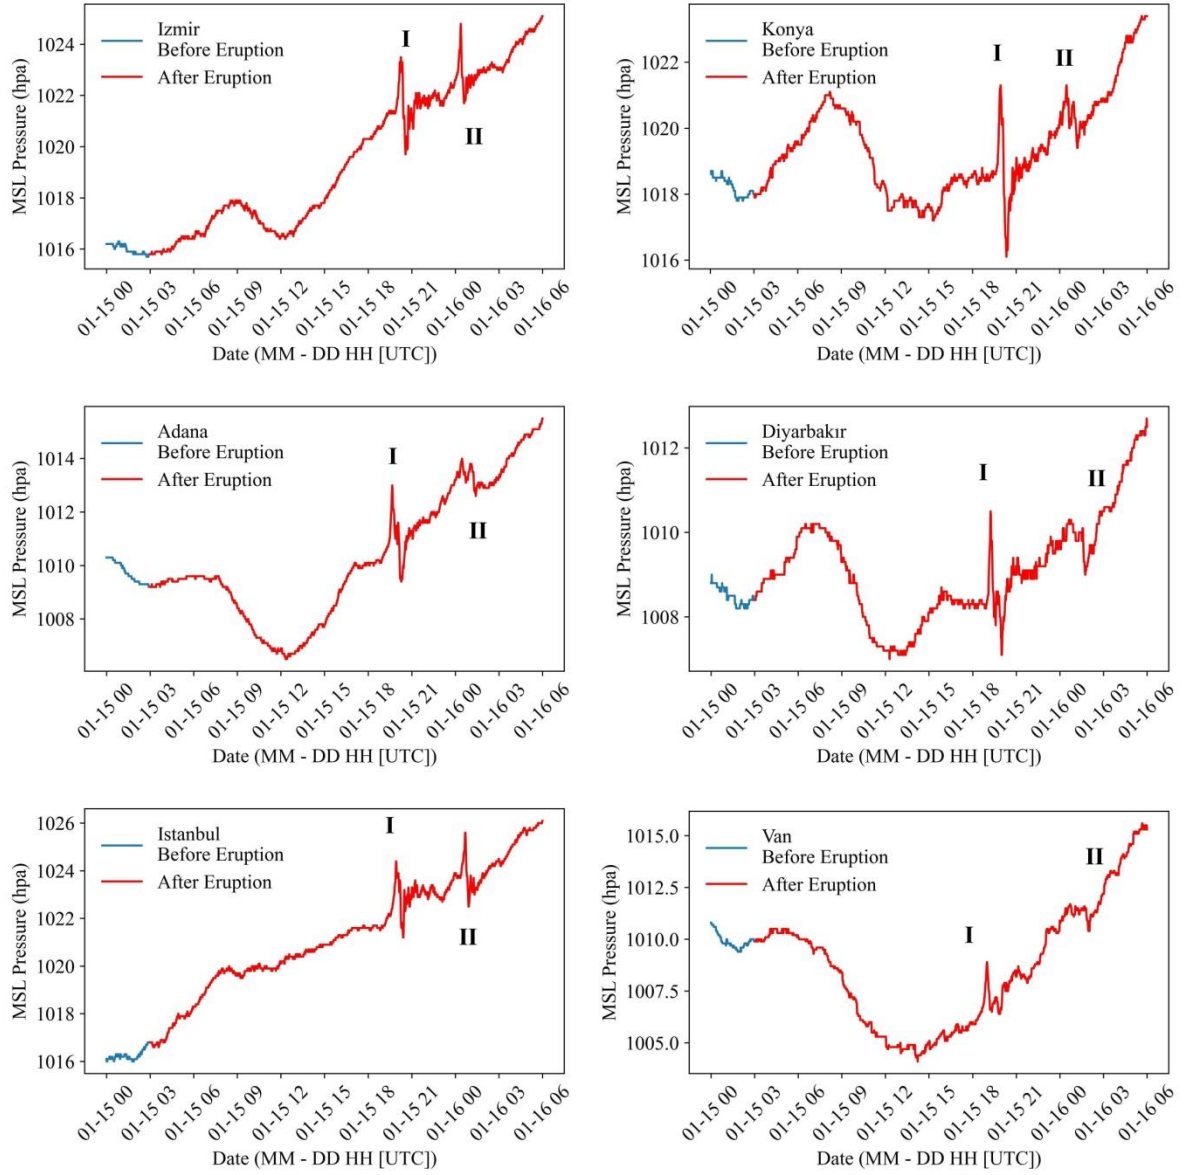 Izmir
Before Eruption
After Eruption
I
II
1024
1022
1020
1018
1016
MSL Pressure (hpa)
01-15 00
01-15 03
01-15 06
01-15 09
01-15 12
01-15 15
01-15 18
01-15 21
01-16 00
01-16 03
01-16 06
Date (MM - DD HH [UTC])
Konya
Before Eruption
After Eruption
I
II
1022
1020
1018
1016
MSL Pressure (hpa)
01-15 00
01-15 03
01-15 06
01-15 09
01-15 12
01-15 15
01-15 18
01-15 21
01-16 00
01-16 03
01-16 06
Date (MM - DD HH [UTC])
Adana
Before Eruption
After Eruption
I
II
1014
1012
1010
1008
MSL Pressure (hpa)
01-15 00
01-15 03
01-15 06
01-15 09
01-15 12
01-15 15
01-15 18
01-15 21
01-16 00
01-16 03
01-16 06
Date (MM - DD HH [UTC])
Diyarbakır
Before Eruption
After Eruption
I
II
1012
1010
1008
MSL Pressure (hpa)
01-15 00
01-15 03
01-15 06
01-15 09
01-15 12
01-15 15
01-15 18
01-15 21
01-16 00
01-16 03
01-16 06
Date (MM - DD HH [UTC])
Istanbul
Before Eruption
After Eruption
I
II
1026
1024
1022
1020
1018
1016
MSL Pressure (hpa)
01-15 00
01-15 03
01-15 06
01-15 09
01-15 12
01-15 15
01-15 18
01-15 21
01-16 00
01-16 03
01-16 06
Date (MM - DD HH [UTC])
Van
Before Eruption
After Eruption
I
II
1015.0
1012.5
1010.0
1007.5
1005.0
MSL Pressure (hpa)
01-15 00
01-15 03
01-15 06
01-15 09
01-15 12
01-15 15
01-15 18
01-15 21
01-16 00
01-16 03
01-16 06
Date (MM - DD HH [UTC])